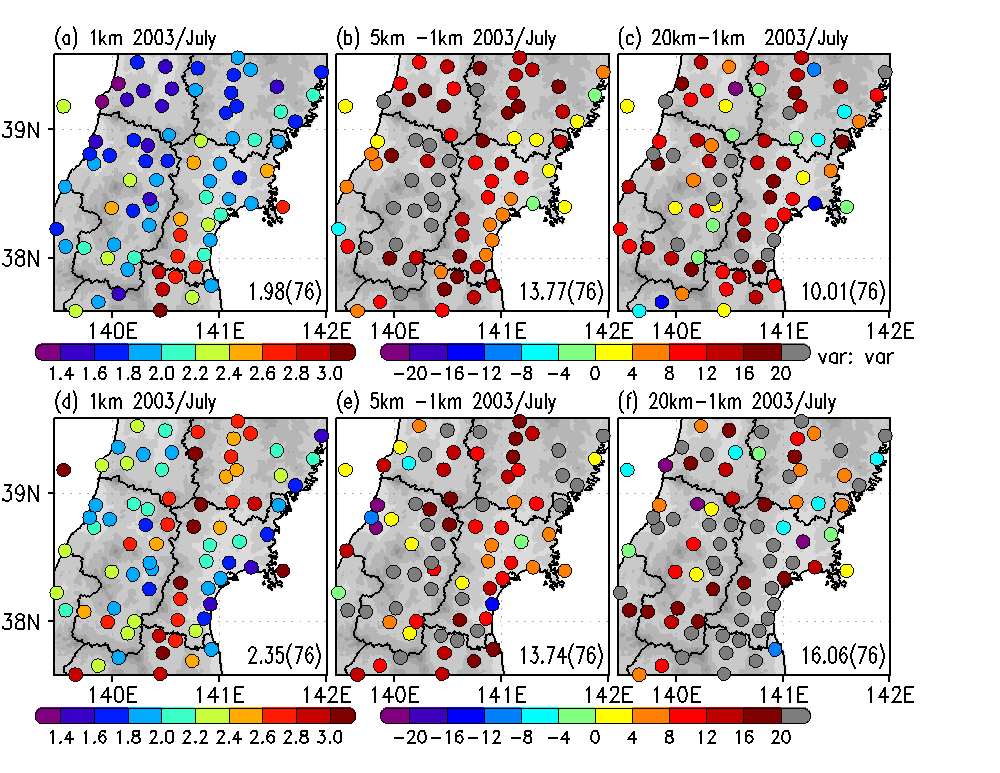 (a) 1km 2003/July
(b) 5km -1km 2003/July
(c) 20km-1km 2003/July
39N
38N
1.98(76)
13.77(76)
10.01(76)
140E 141E 142E
140E 141E 142E
140E 141E 142E
1.4 1.6 1.8 2.0 2.2 2.4 2.6 2.8 3.0
-20 -16 -12 -8 -4 0 4 8 12 16 20
var: var
(d) 1km 2003/July
(e) 5km -1km 2003/July
(f) 20km-1km 2003/July
39N
38N
2.35(76)
13.74(76)
16.06(76)
140E 141E 142E
140E 141E 142E
140E 141E 142E
1.4 1.6 1.8 2.0 2.2 2.4 2.6 2.8 3.0
-20 -16 -12 -8 -4 0 4 8 12 16 20